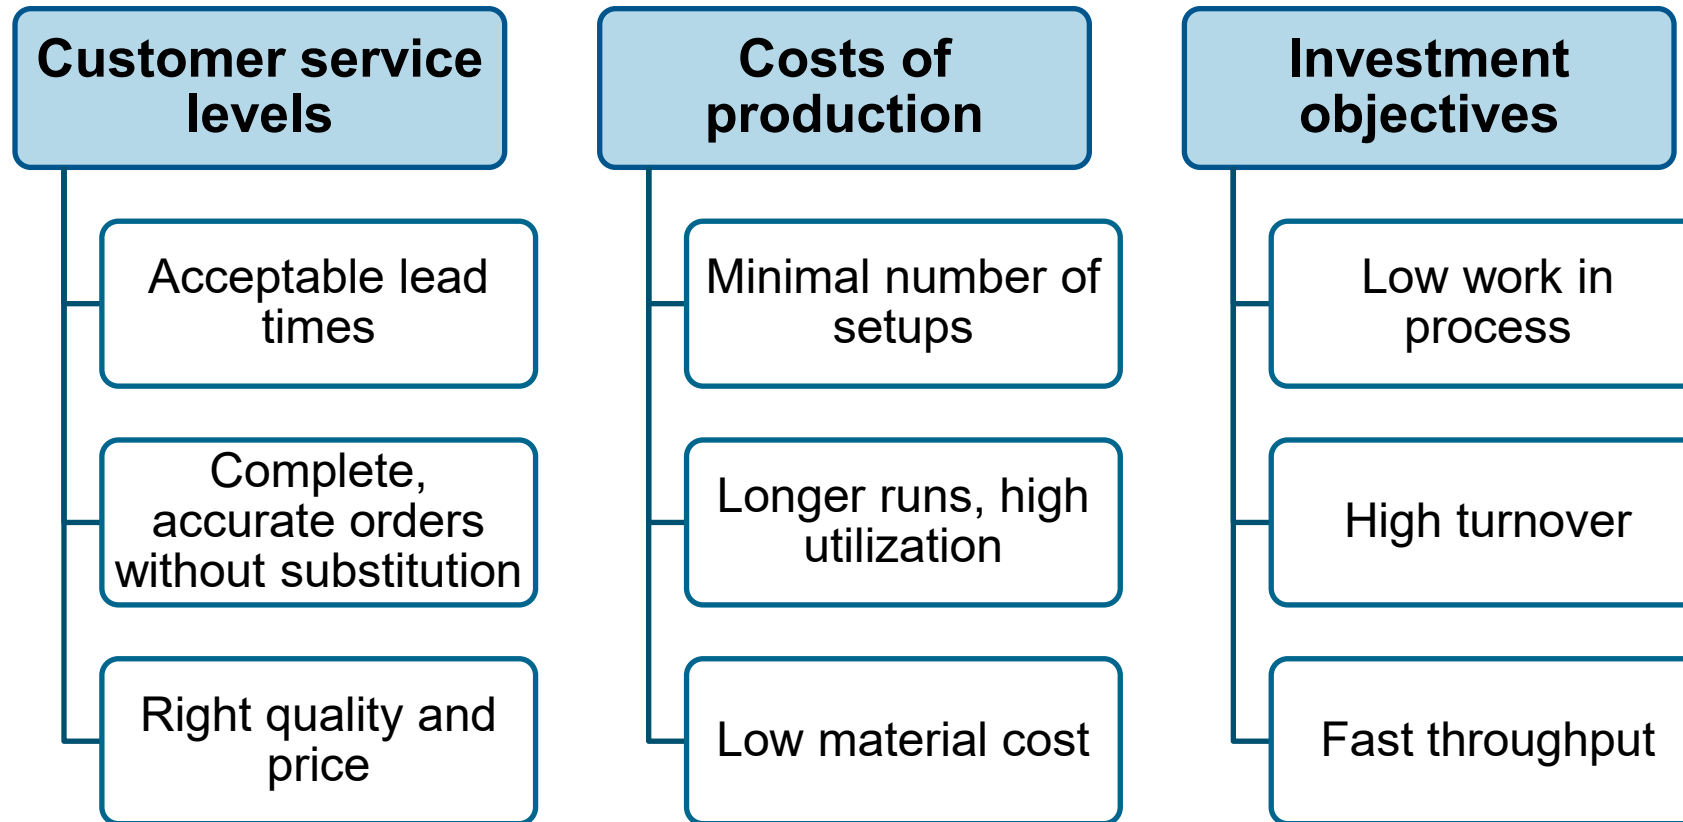 Customer service
levels
Acceptable lead
times
Complete,
accurate orders
without substitution
Right quality and
price
Costs of
production
Minimal number of
setups
Longer runs, high
utilization
Low material cost
Investment
objectives
Low work in
process
High turnover
Fast throughput